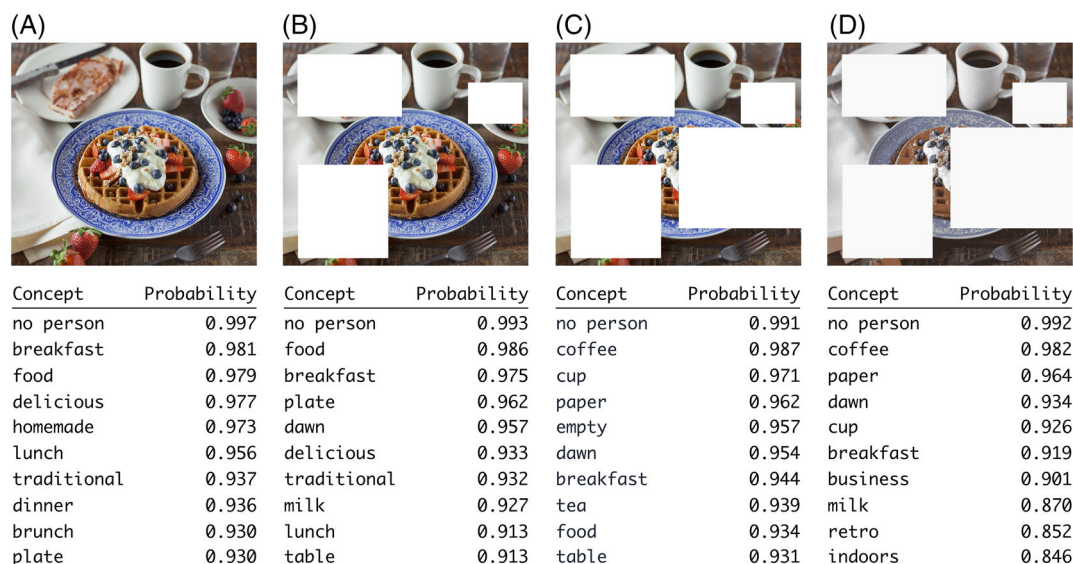 (A) (B) (C) (D)
Concept Probability Concept Probability Concept Probability Concept Probability
no person 0.997 no person 0.993 no person 0.991 no person 0.992
breakfast 0.981 food 0.986 coffee 0.987 coffee 0.982
food 0.979 breakfast 0.975 cup 0.971 paper 0.964
delicious 0.977 plate 0.962 paper 0.962 dawn 0.934
homemade 0.973 dawn 0.957 empty 0.957 cup 0.926
lunch 0.956 delicious 0.933 dawn 0.954 breakfast 0.919
traditional 0.937 traditional 0.932 breakfast 0.944 business 0.901
dinner 0.936 milk 0.927 tea 0.939 milk 0.870
brunch 0.930 lunch 0.913 food 0.934 retro 0.852
plate 0.930 table 0.913 table 0.931 indoors 0.846